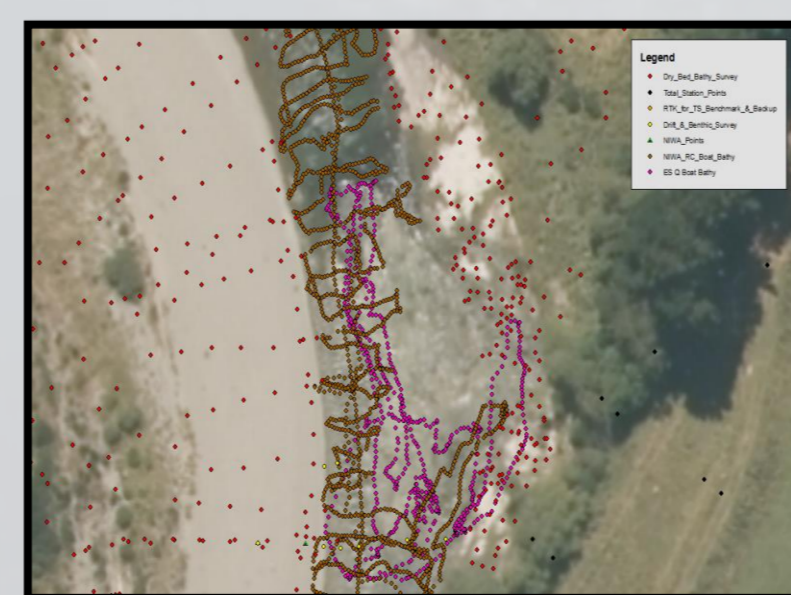 Legend
Dry_Bed_Bathy_Survey
Total_Station_Points
RTK_for_TS_Benchmark_&_Backup
Drift_&_Benthic_Survey
NIWA_Points
NIWA_RC_Boat_Bathy
ES Q Boat Bathy